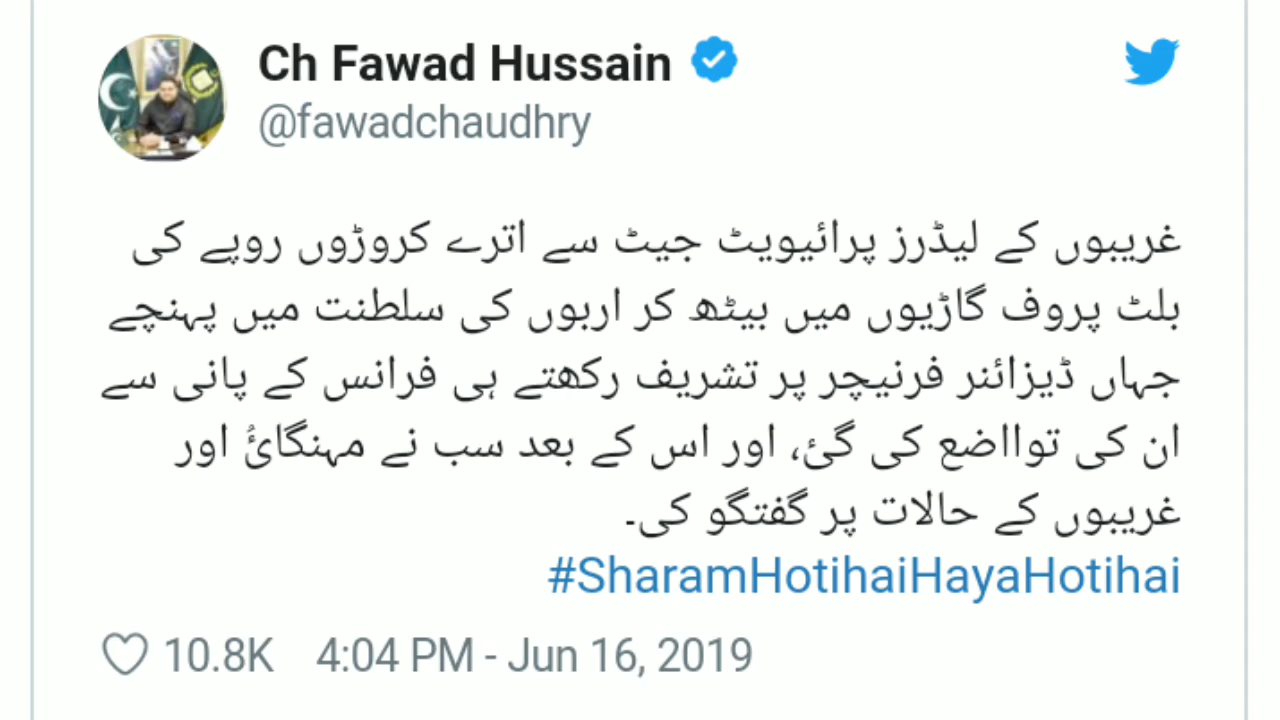 Ch Fawad Hussain
@fawadchaudhry
غریبوں کے لیڈرز پرائیویٹ جیٹ سے اترے کروڑوں روپے کی
بلٹ پروف گاڑیوں میں بیٹھ کر اربوں کی سلطنت میں پہنچے
جہاں ڈیزائنر فرنیچر پر تشریف رکھتے ہی فرانس کے پانی سے
ان کی توااضع کی گئ، اور اس کے بعد سب نے مہنگائُ اور
غریبوں کے حالات پر گفتگو کی۔
#SharamHotihaiHayaHotihai
10.8K 4:04 PM - Jun 16, 2019